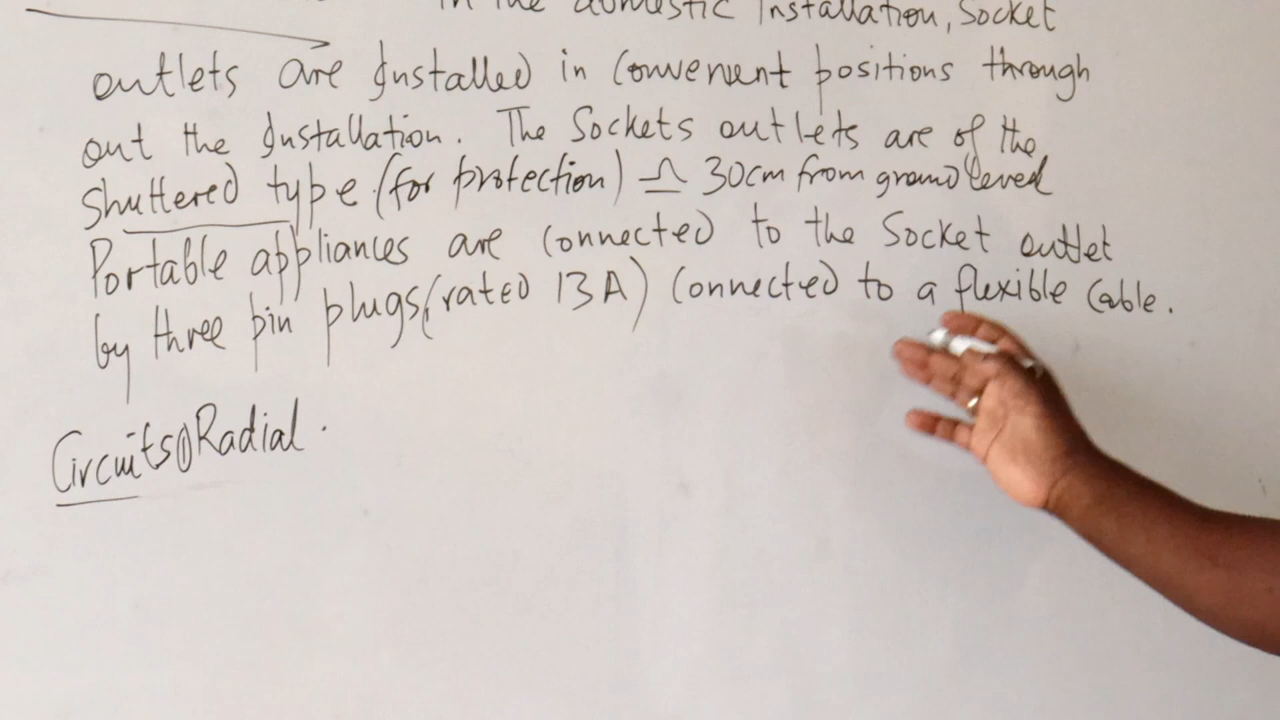 In the domestic Installation, Socket
outlets are Installed in Convenient positions through
out the Installation. The Sockets outlets are of the
Shuttered type (for protection) ≏ 30cm from ground level
Portable appliances are Connected to the Socket outlet
by three pin plugs (rated 13A) Connected to a flexible Cable.
Circuits ① Radial.